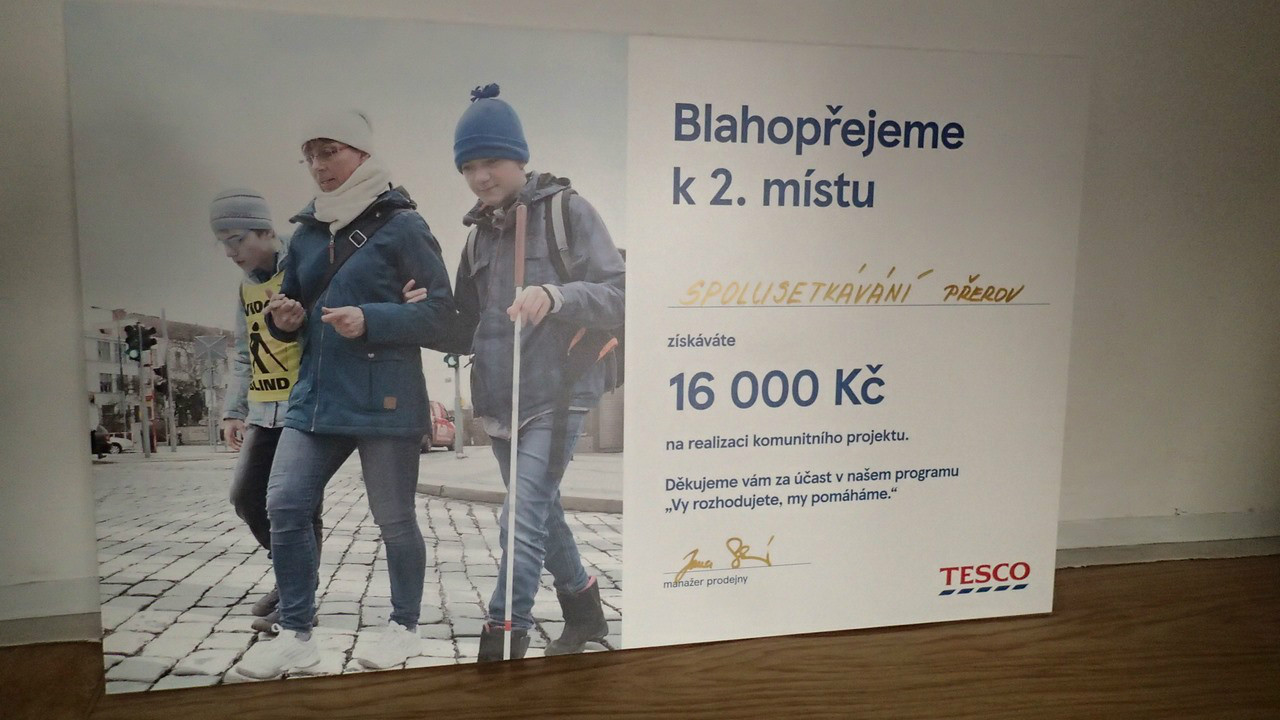 Blahopřejeme
k 2. místu
SPOLUSETKÁVÁNÍ PŘEROV
získáváte
16 000 Kč
na realizaci komunitního projektu.
Děkujeme vám za účast v našem programu
„Vy rozhodujete, my pomáháme.“
manažer prodejny
TESCO
BLIND